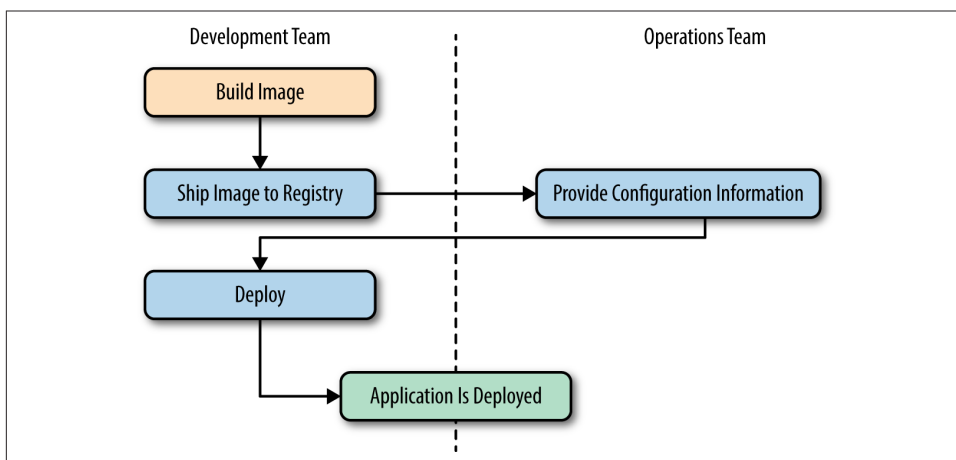 Development Team
Operations Team
Build Image
Ship Image to Registry
Provide Configuration Information
Deploy
Application Is Deployed